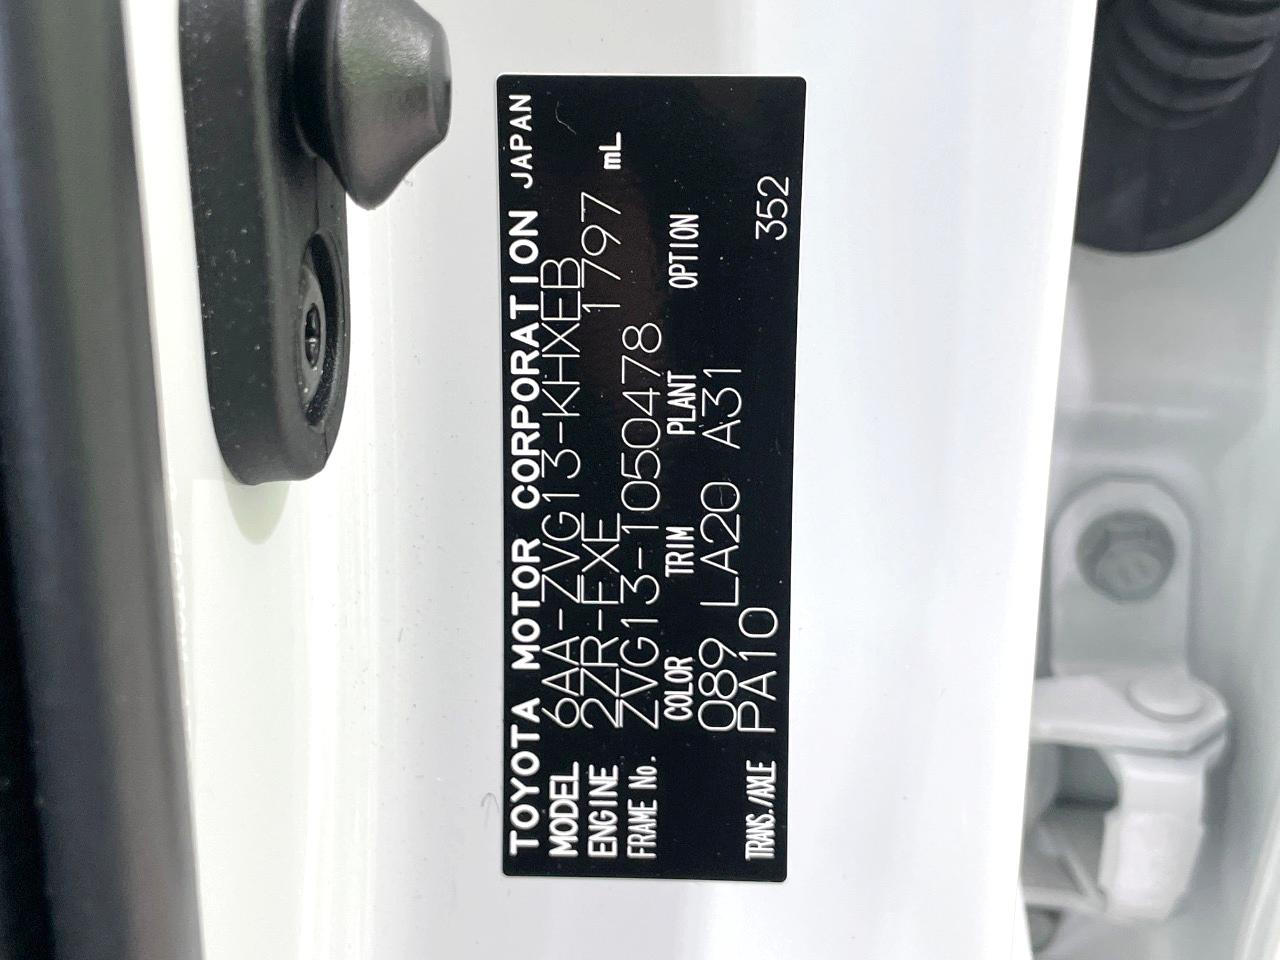 TOYOTA MOTOR CORPORATION JAPAN
MODEL 6AA-ZVG13-KHXEB
ENGINE 2ZR-FXE 1797 mL
FRAME No. ZVG13-1050478
COLOR TRIM PLANT OPTION
089 LA20 A31
TRANS./AXLE PA10 352